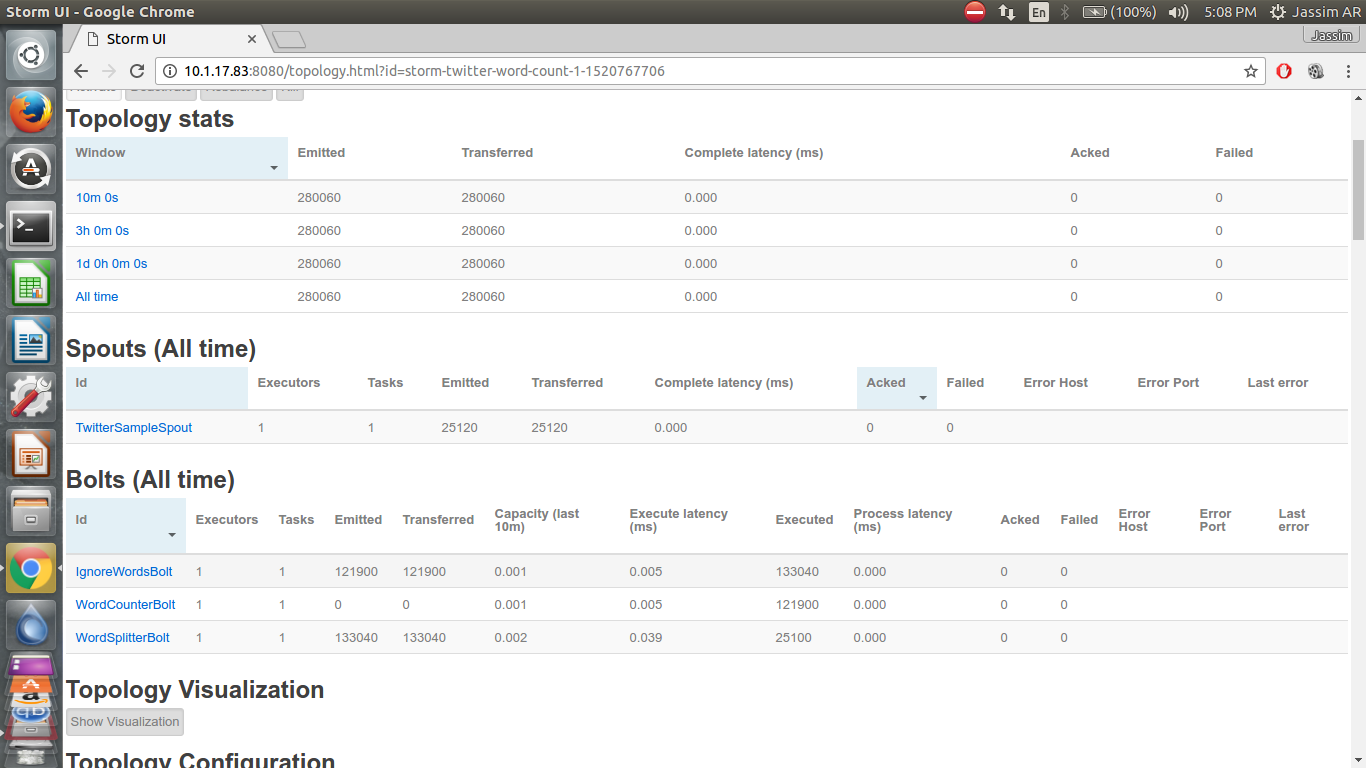 Storm UI - Google Chrome En (100%) 5:08 PM Jassim AR
Storm UI Jassim
10.1.17.83:8080/topology.html?id=storm-twitter-word-count-1-1520767706
Activate Deactivate Rebalance Kill
Topology stats
Window Emitted Transferred Complete latency (ms) Acked Failed
10m 0s 280060 280060 0.000 0 0
3h 0m 0s 280060 280060 0.000 0 0
1d 0h 0m 0s 280060 280060 0.000 0 0
All time 280060 280060 0.000 0 0
Spouts (All time)
Id Executors Tasks Emitted Transferred Complete latency (ms) Acked Failed Error Host Error Port Last error
TwitterSampleSpout 1 1 25120 25120 0.000 0 0
Bolts (All time)
Id Executors Tasks Emitted Transferred Capacity (last 10m) Execute latency (ms) Executed Process latency (ms) Acked Failed Error Host Error Port Last error
IgnoreWordsBolt 1 1 121900 121900 0.001 0.005 133040 0.000 0 0
WordCounterBolt 1 1 0 0 0.001 0.005 121900 0.000 0 0
WordSplitterBolt 1 1 133040 133040 0.002 0.039 25100 0.000 0 0
Topology Visualization
Show Visualization
Topology Configuration